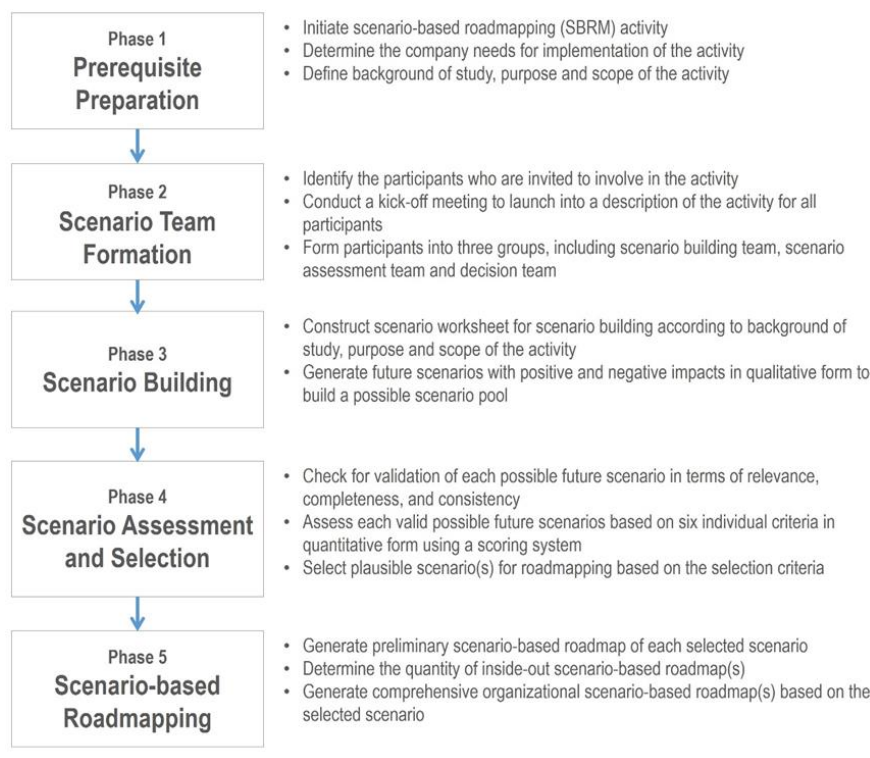 Phase 1
Prerequisite
Preparation
• Initiate scenario-based roadmapping (SBRM) activity
• Determine the company needs for implementation of the activity
• Define background of study, purpose and scope of the activity
Phase 2
Scenario Team
Formation
• Identify the participants who are invited to involve in the activity
• Conduct a kick-off meeting to launch into a description of the activity for all
participants
• Form participants into three groups, including scenario building team, scenario
assessment team and decision team
Phase 3
Scenario Building
• Construct scenario worksheet for scenario building according to background of
study, purpose and scope of the activity
• Generate future scenarios with positive and negative impacts in qualitative form to
build a possible scenario pool
Phase 4
Scenario Assessment
and Selection
• Check for validation of each possible future scenario in terms of relevance,
completeness, and consistency
• Assess each valid possible future scenarios based on six individual criteria in
quantitative form using a scoring system
• Select plausible scenario(s) for roadmapping based on the selection criteria
Phase 5
Scenario-based
Roadmapping
• Generate preliminary scenario-based roadmap of each selected scenario
• Determine the quantity of inside-out scenario-based roadmap(s)
• Generate comprehensive organizational scenario-based roadmap(s) based on the
selected scenario